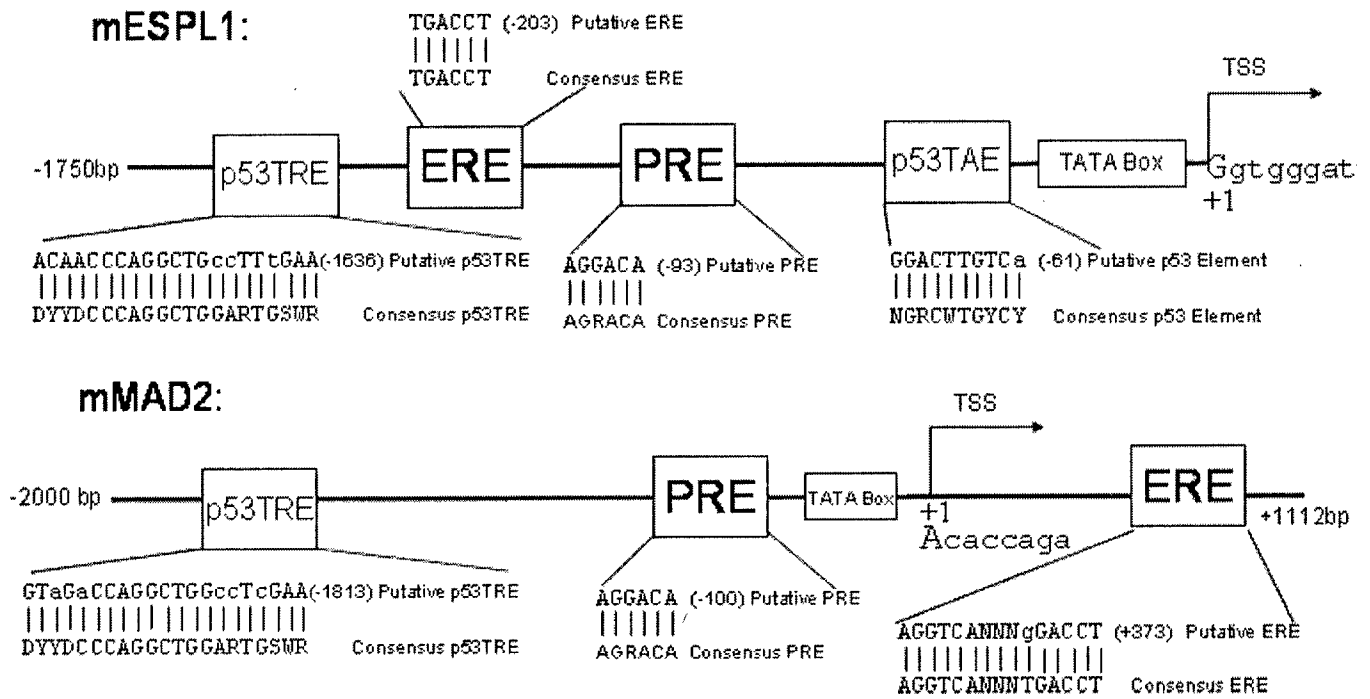 mESPL1:
TGACCT (-203) Putative ERE
TGACCT Consensus ERE
TSS
-1750bp p53TRE ERE PRE p53TAE TATA Box Ggtgggat
+1
ACAACCCAGGCTGccTTtGAA(-1636) Putative p53TRE
DYYDCCCAGGCTGGARTGSWR Consensus p53TRE
AGGACA (-93) Putative PRE
AGRACA Consensus PRE
GGACTTGTCa (-61) Putative p53 Element
NGRCWTGYCY Consensus p53 Element
mMAD2:
TSS
-2000 bp p53TRE PRE TATA Box ERE +1112bp
+1
Acaccaga
GTaGaCCAGGCTGGccTcGAA(-1813) Putative p53TRE
DYYDCCCAGGCTGGARTGSWR Consensus p53TRE
AGGACA (-100) Putative PRE
AGRACA Consensus PRE
AGGTCANNNgGACCT (+373) Putative ERE
AGGTCANNNTGACCT Consensus ERE